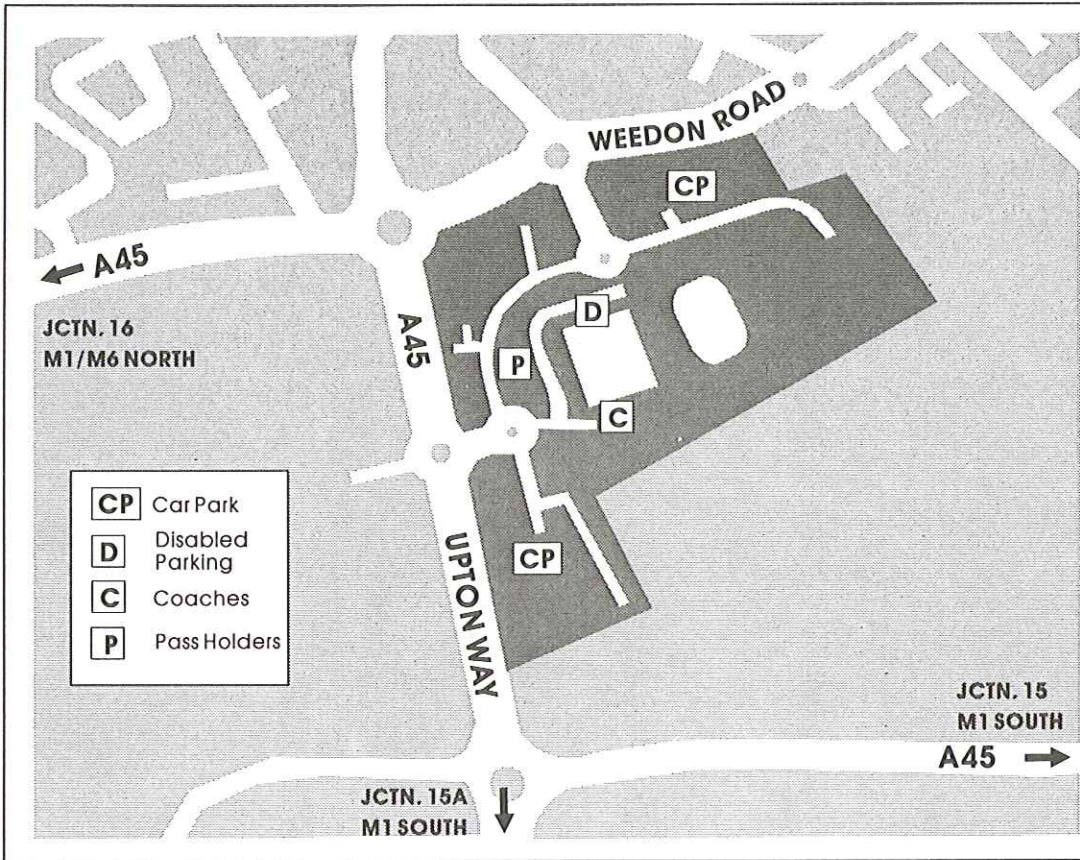 WEEDON ROAD
CP
A45
JCTN. 16
M1/M6 NORTH
A45
D
P
C
CP Car Park
D Disabled
Parking
C Coaches
P Pass Holders
CP
UPTON WAY
JCTN. 15
M1 SOUTH
A45
JCTN. 15A
M1 SOUTH